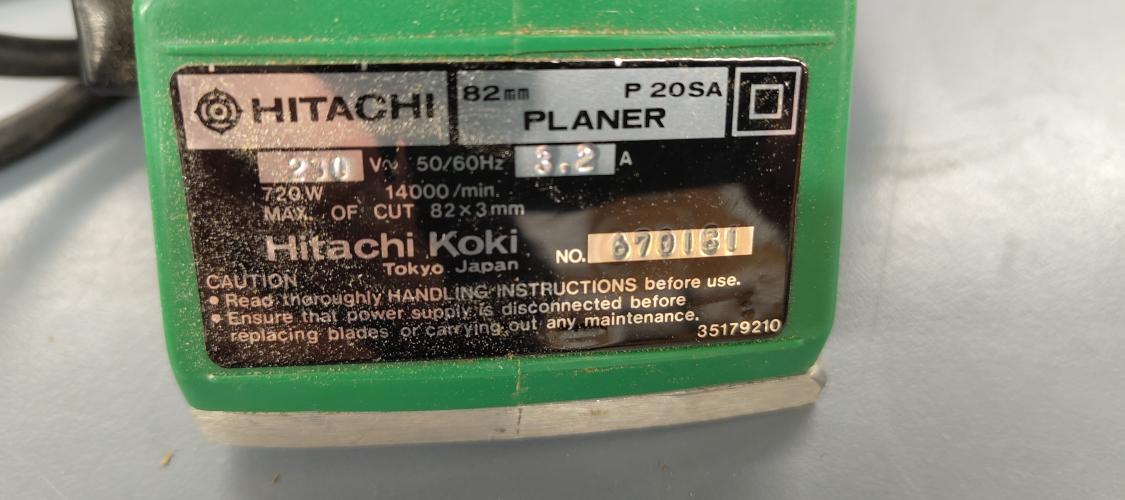 HITACHI
82mm P 20SA
PLANER
230 V~ 50/60Hz 3.2 A
720W 14000/min.
MAX. OF CUT 82×3mm
Hitachi Koki
Tokyo Japan
NO. 670181
CAUTION
• Read thoroughly HANDLING INSTRUCTIONS before use.
• Ensure that power supply is disconnected before
replacing blades or carrying out any maintenance.
35179210